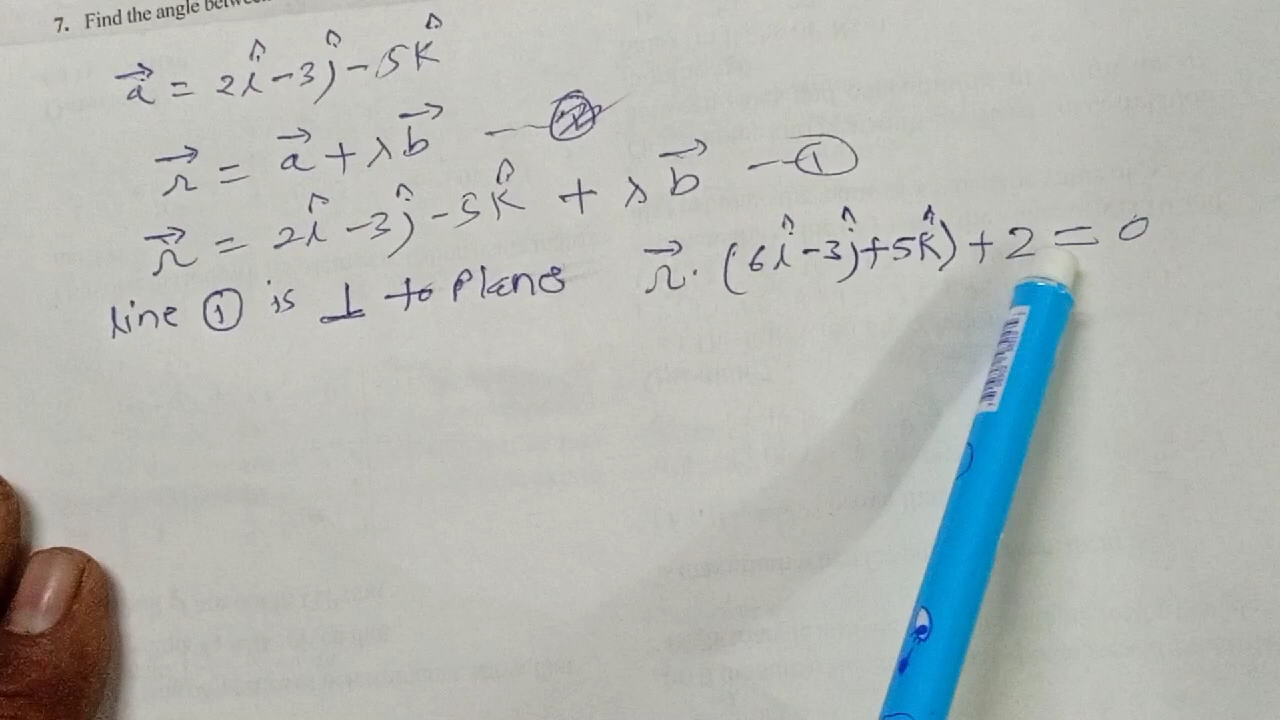 7. Find the angle
a⃗ = 2î - 3ĵ - 5k̂
r⃗ = a⃗ + λb⃗
r⃗ = 2î - 3ĵ - 5k̂ + λb⃗ — ①
line ① is ⊥ to plane r⃗. (6î - 3ĵ + 5k̂) + 2 = 0